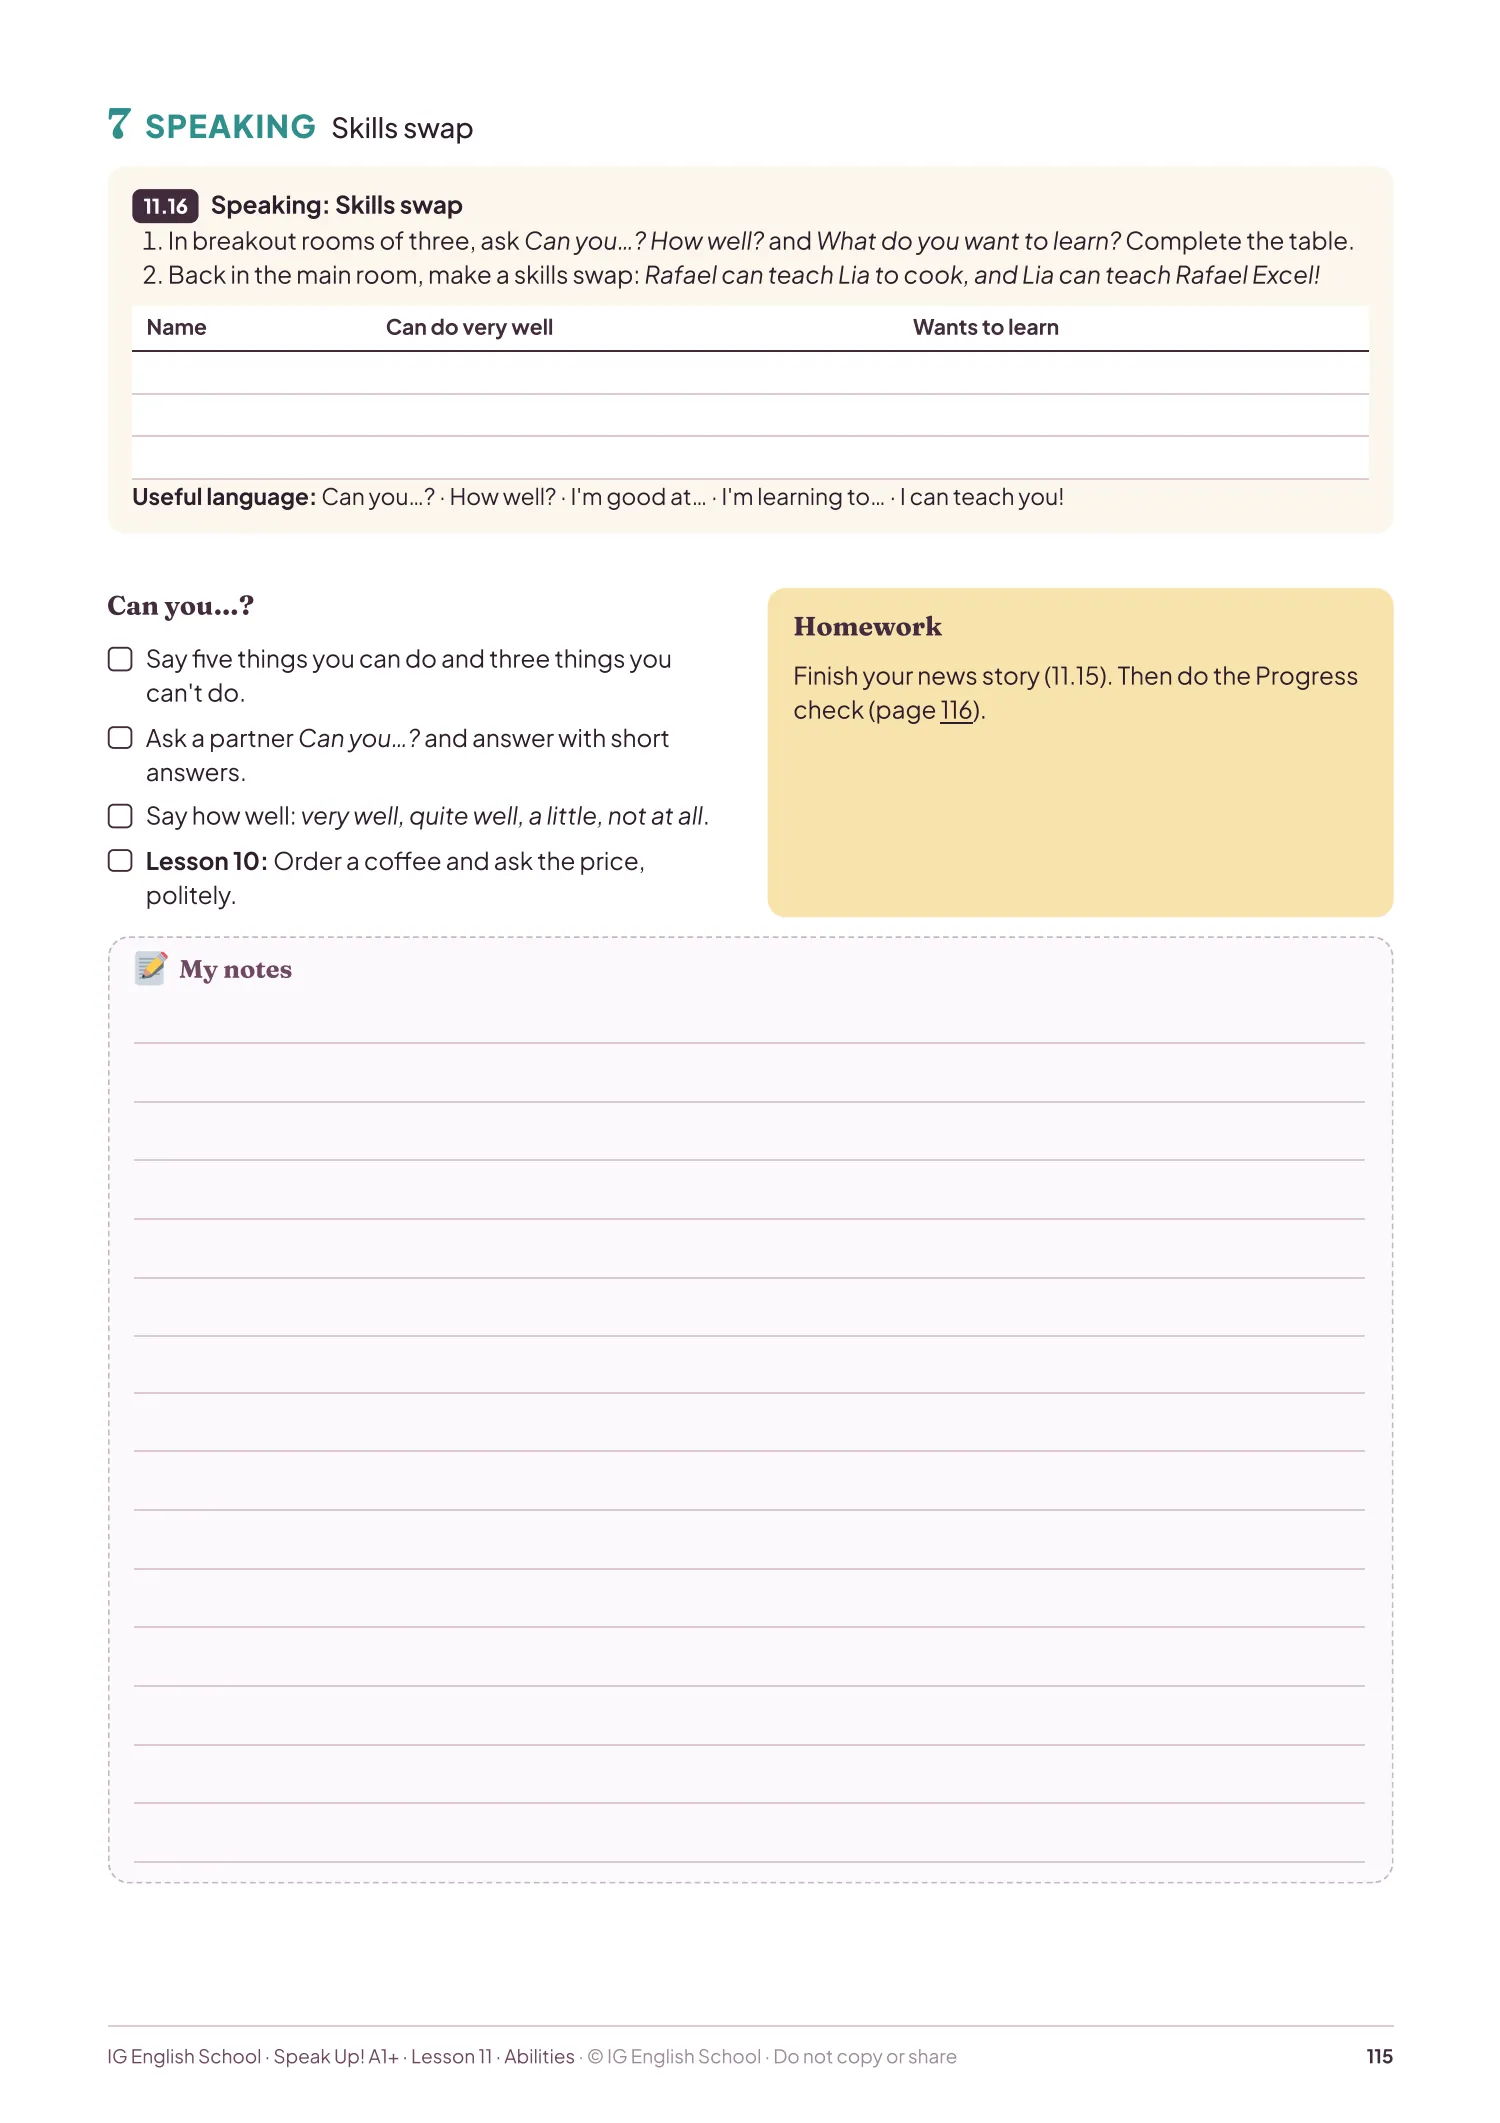 7 SPEAKING Skills swap
11.16 Speaking: Skills swap
1. In breakout rooms of three, ask Can you…? How well? and What do you want to learn? Complete the table.
2. Back in the main room, make a skills swap: Rafael can teach Lia to cook, and Lia can teach Rafael Excel!
Name Can do very well Wants to learn
Useful language: Can you…? · How well? · I'm good at… · I'm learning to… · I can teach you!
Can you…?
Say five things you can do and three things you
can't do.
Ask a partner Can you…? and answer with short
answers.
Say how well: very well, quite well, a little, not at all.
Lesson 10: Order a coffee and ask the price,
politely.
Homework
Finish your news story (11.15). Then do the Progress
check (page 116).
My notes
IG English School · Speak Up! A1+ · Lesson 11 · Abilities · © IG English School · Do not copy or share 115